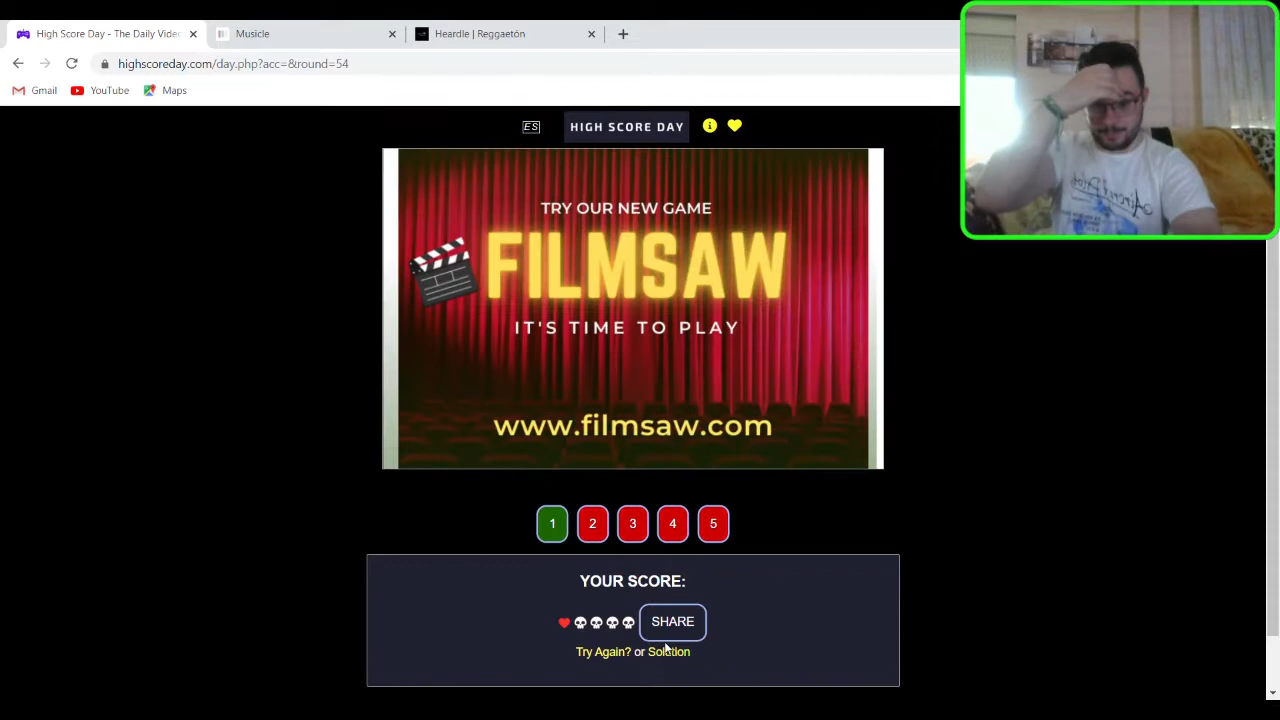 High Score Day - The Daily Video
Musicle
Heardle | Reggaetón
highscoreday.com/day.php?acc=&round=54
Gmail
YouTube
Maps
ES
HIGH SCORE DAY
TRY OUR NEW GAME
FILMSAW
IT'S TIME TO PLAY
www.filmsaw.com
1 2 3 4 5
YOUR SCORE:
SHARE
Try Again? or Solution